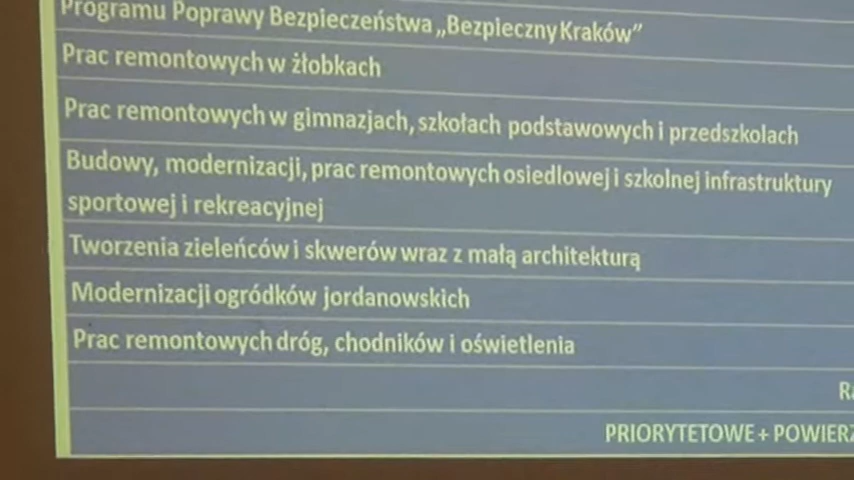 Programu Poprawy Bezpieczeństwa „Bezpieczny Kraków”
Prac remontowych w żłobkach
Prac remontowych w gimnazjach, szkołach podstawowych i przedszkolach
Budowy, modernizacji, prac remontowych osiedlowej i szkolnej infrastruktury
sportowej i rekreacyjnej
Tworzenia zieleńców i skwerów wraz z małą architekturą
Modernizacji ogródków jordanowskich
Prac remontowych dróg, chodników i oświetlenia
PRIORYTETOWE + POWIERZ